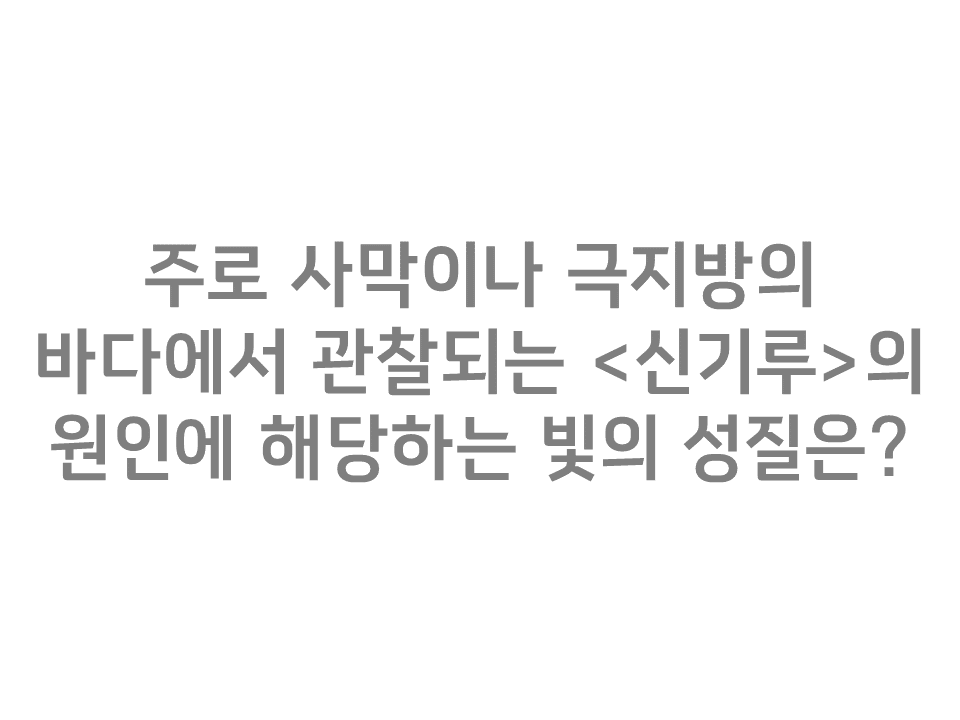 주로 사막이나 극지방의
바다에서 관찰되는 <신기루>의
원인에 해당하는 빛의 성질은?